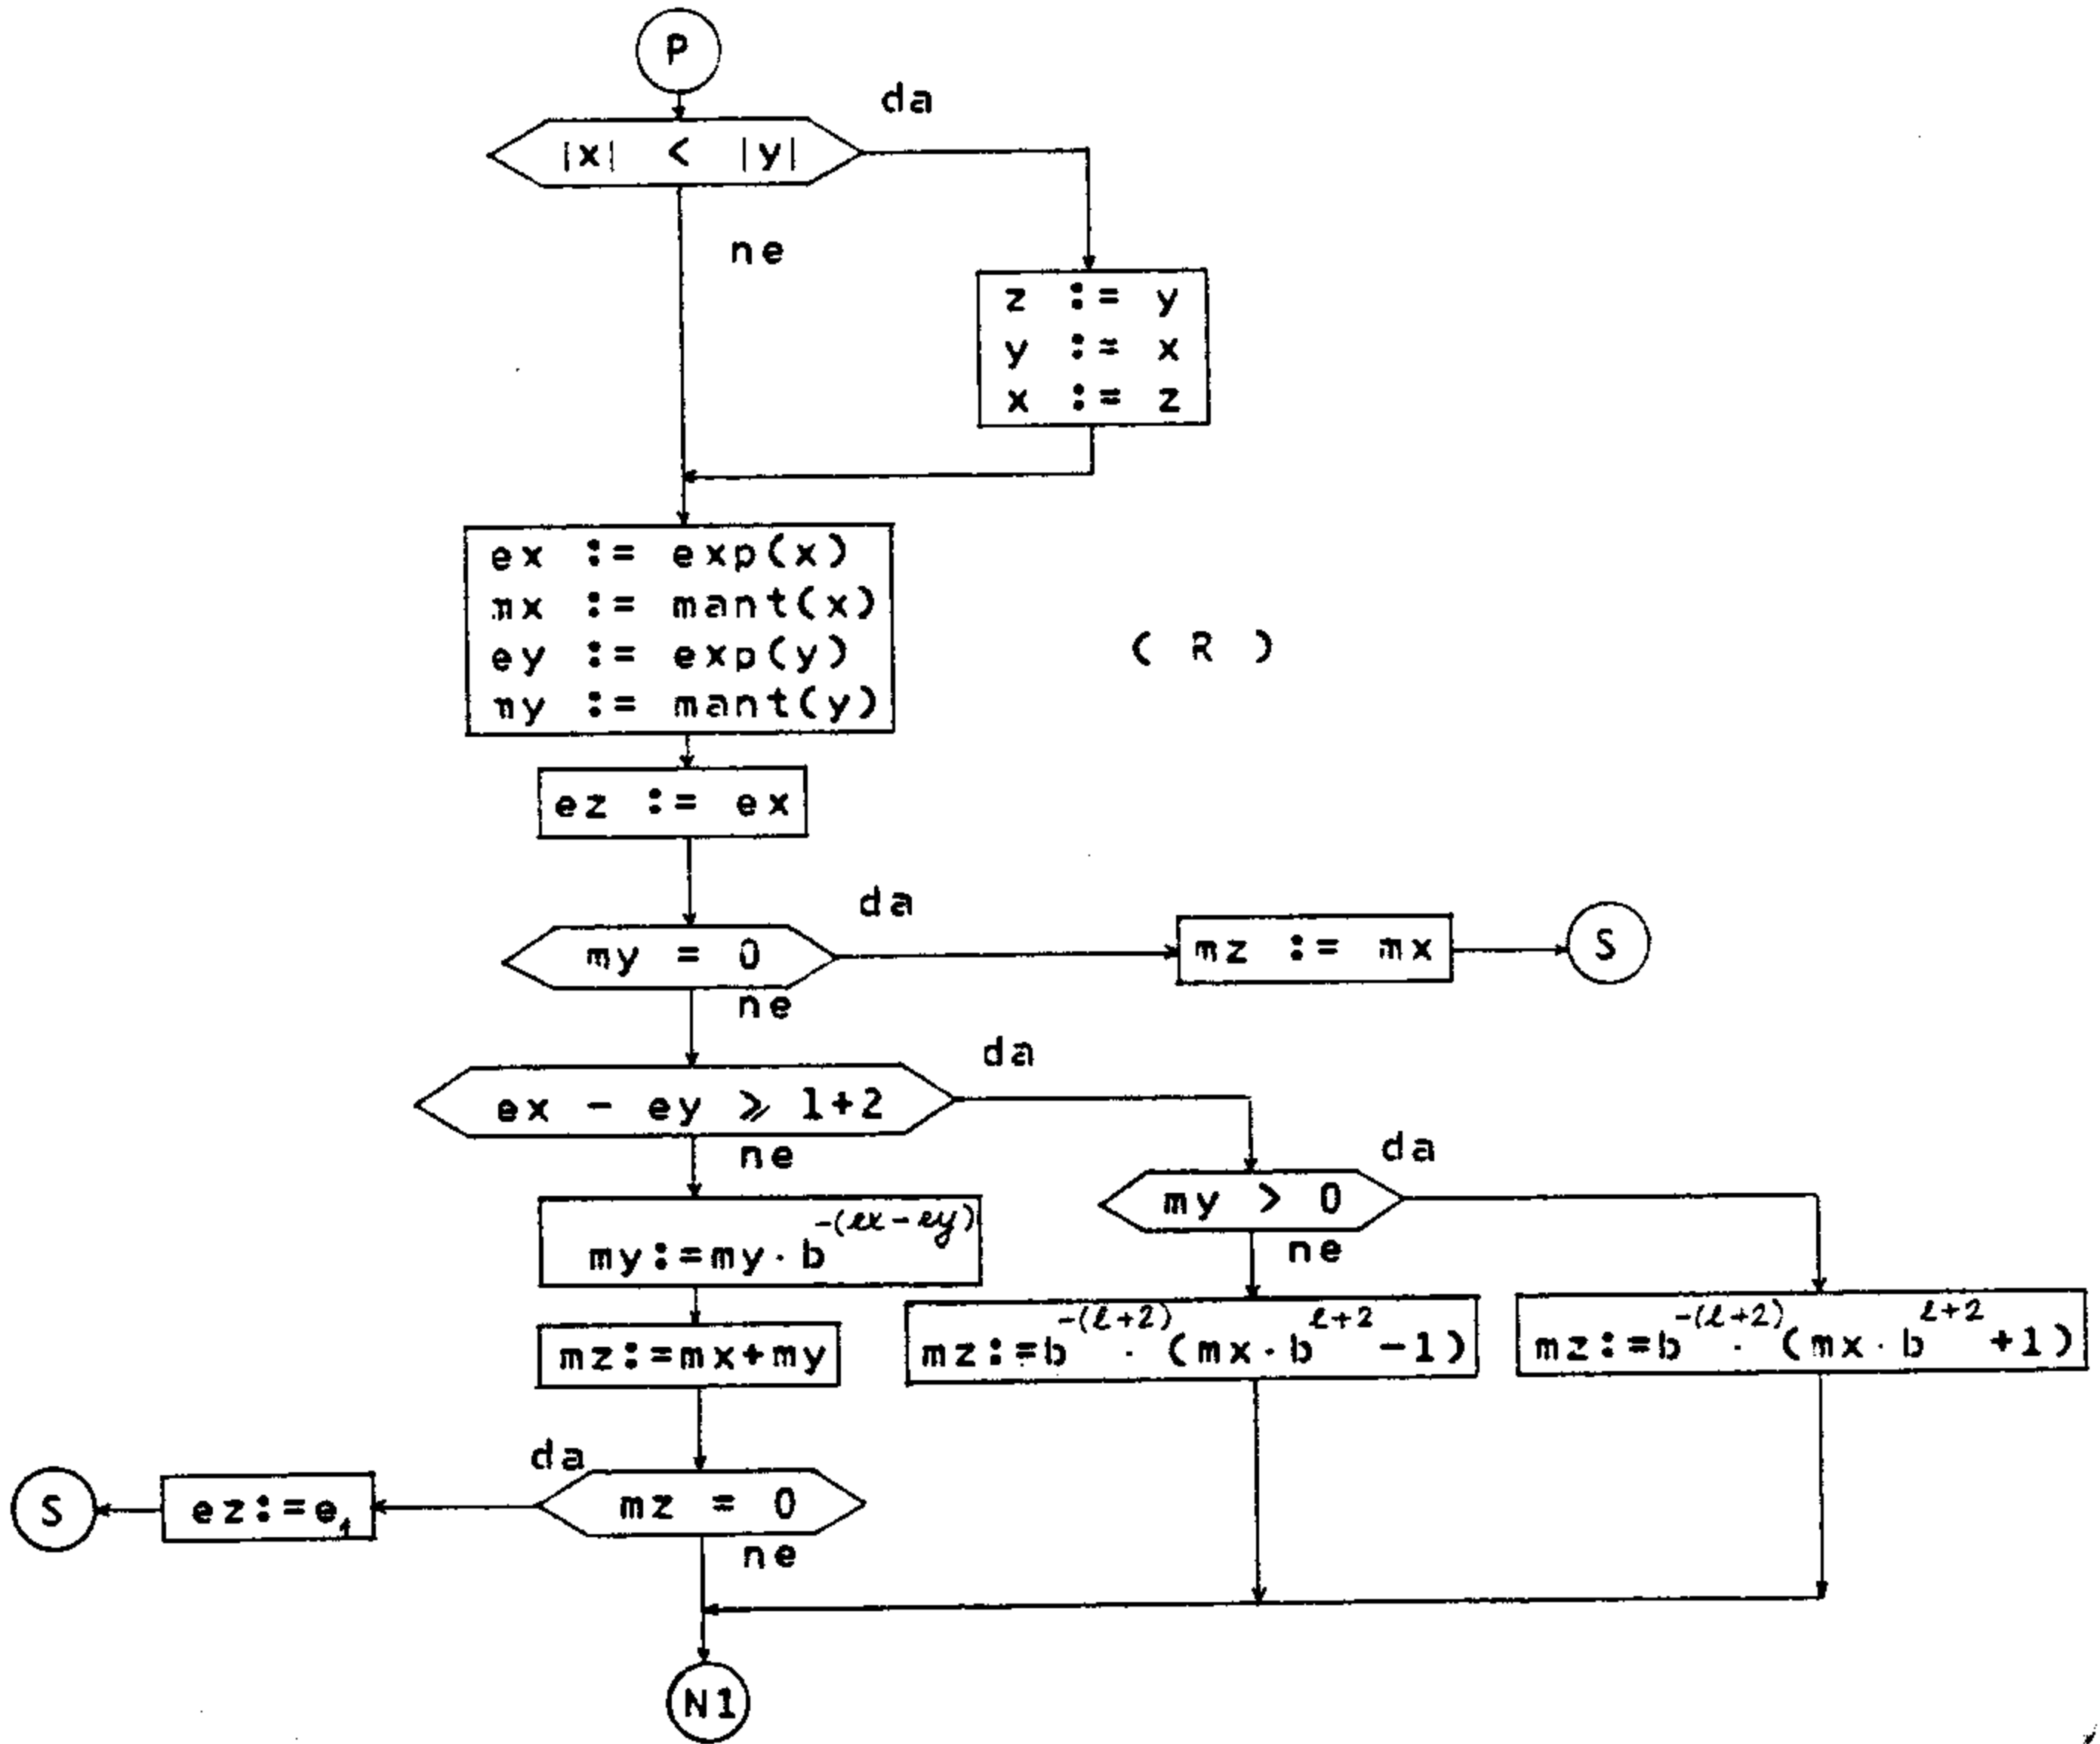 P
da
|x| < |y|
ne
z := y
y := x
x := z
ex := exp(x)
mx := mant(x)
ey := exp(y)
my := mant(y)
( R )
ez := ex
da
my = 0
mz := mx
S
ne
da
ex - ey ⩾ l+2
ne
da
my > 0
ne
my:=my·b^-(ex-ey)
mz:=b^-(ℓ+2)·(mx·b^ℓ+2 -1)
mz:=b^-(ℓ+2)·(mx·b^ℓ+2 +1)
mz:=mx+my
da
S
ez:=e₁
mz = 0
ne
N1